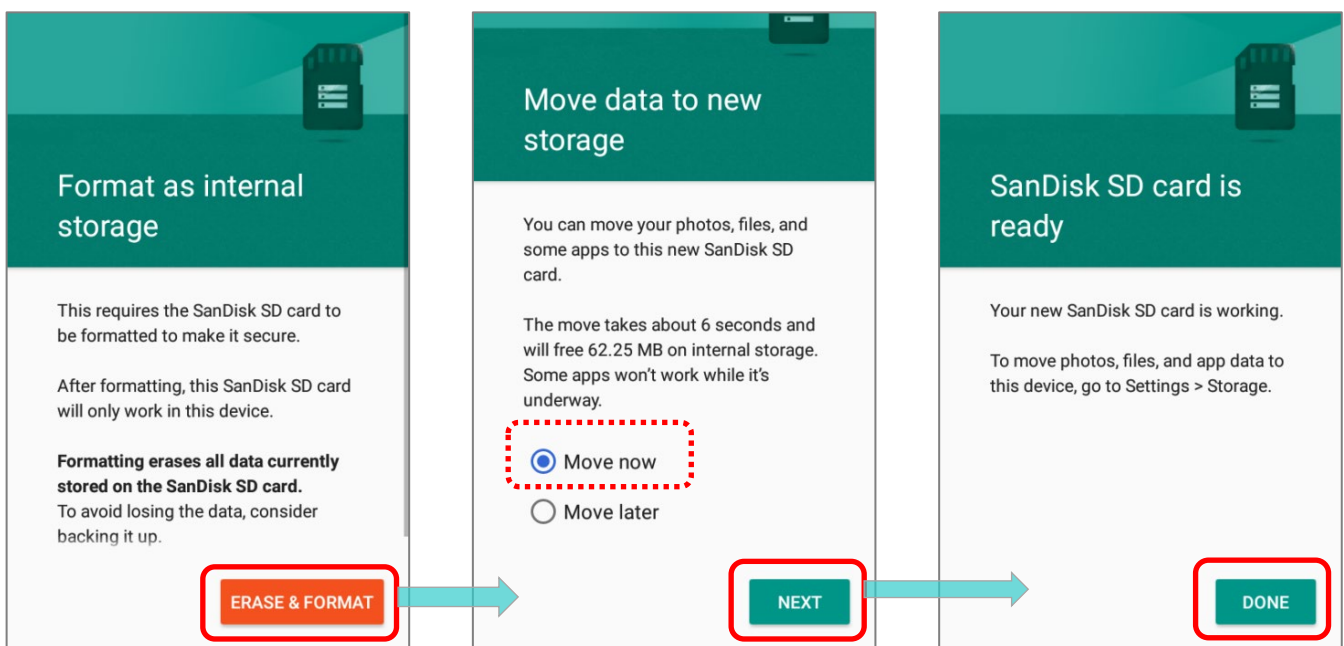 Format as internal
storage
This requires the SanDisk SD card to
be formatted to make it secure.
After formatting, this SanDisk SD card
will only work in this device.
Formatting erases all data currently
stored on the SanDisk SD card.
To avoid losing the data, consider
backing it up.
ERASE & FORMAT
Move data to new
storage
You can move your photos, files, and
some apps to this new SanDisk SD
card.
The move takes about 6 seconds and
will free 62.25 MB on internal storage.
Some apps won't work while it's
underway.
Move now
Move later
NEXT
SanDisk SD card is
ready
Your new SanDisk SD card is working.
To move photos, files, and app data to
this device, go to Settings > Storage.
DONE